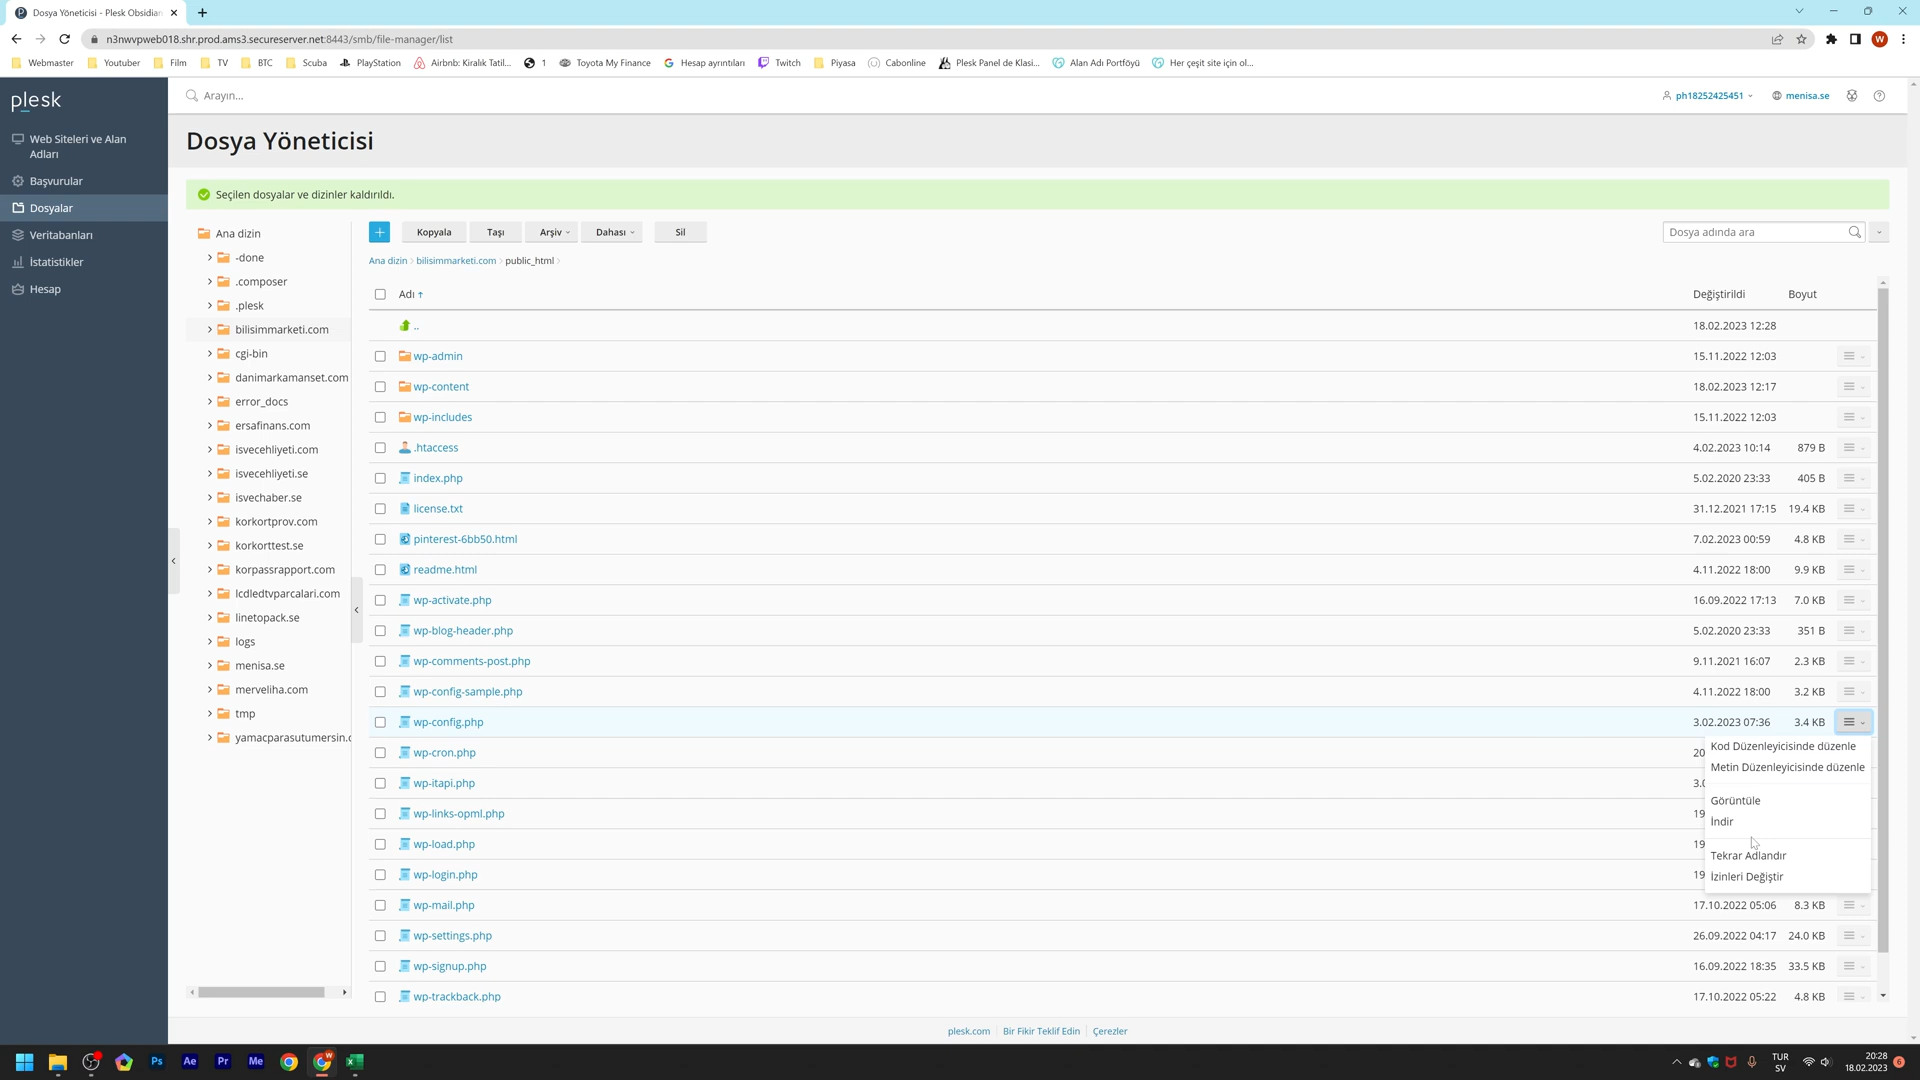 Dosya Yöneticisi - Plesk Obsidian
n3nwvpweb018.shr.prod.ams3.secureserver.net:8443/smb/file-manager/list
W
Webmaster
Youtuber
Film
TV
BTC
Scuba
PlayStation
Airbnb: Kiralık Tatil...
1
Toyota My Finance
Hesap ayrıntıları
Twitch
Piyasa
Cabonline
Plesk Panel de Klasi...
Alan Adı Portföyü
Her çeşit site için ol...
plesk
Arayın...
ph18252425451
menisa.se
Web Siteleri ve Alan
Adları
Başvurular
Dosyalar
Veritabanları
İstatistikler
Hesap
Dosya Yöneticisi
Seçilen dosyalar ve dizinler kaldırıldı.
Ana dizin
-done
.composer
.plesk
bilisimmarketi.com
cgi-bin
danimarkamanset.com
error_docs
ersafinans.com
isvecehliyeti.com
isvecehliyeti.se
isvechaber.se
korkortprov.com
korkorttest.se
korpassrapport.com
lcdledtvparcalari.com
linetopack.se
logs
menisa.se
merveliha.com
tmp
yamacparasutumersin.c
Kopyala
Taşı
Arşiv
Dahası
Sil
Dosya adında ara
Ana dizin › bilisimmarketi.com › public_html ›
Adı ↑ Değiştirildi Boyut
.. 18.02.2023 12:28
wp-admin 15.11.2022 12:03
wp-content 18.02.2023 12:17
wp-includes 15.11.2022 12:03
.htaccess 4.02.2023 10:14 879 B
index.php 5.02.2020 23:33 405 B
license.txt 31.12.2021 17:15 19.4 KB
pinterest-6bb50.html 7.02.2023 00:59 4.8 KB
readme.html 4.11.2022 18:00 9.9 KB
wp-activate.php 16.09.2022 17:13 7.0 KB
wp-blog-header.php 5.02.2020 23:33 351 B
wp-comments-post.php 9.11.2021 16:07 2.3 KB
wp-config-sample.php 4.11.2022 18:00 3.2 KB
wp-config.php 3.02.2023 07:36 3.4 KB
wp-cron.php 20
wp-itapi.php 3.0
wp-links-opml.php 19
wp-load.php 19
wp-login.php 19
wp-mail.php 17.10.2022 05:06 8.3 KB
wp-settings.php 26.09.2022 04:17 24.0 KB
wp-signup.php 16.09.2022 18:35 33.5 KB
wp-trackback.php 17.10.2022 05:22 4.8 KB
Kod Düzenleyicisinde düzenle
Metin Düzenleyicisinde düzenle
Görüntüle
İndir
Tekrar Adlandır
İzinleri Değiştir
plesk.com
Bir Fikir Teklif Edin
Çerezler
Ps
Ae
Pr
Me
W
TUR
SV
20:28
18.02.2023
6